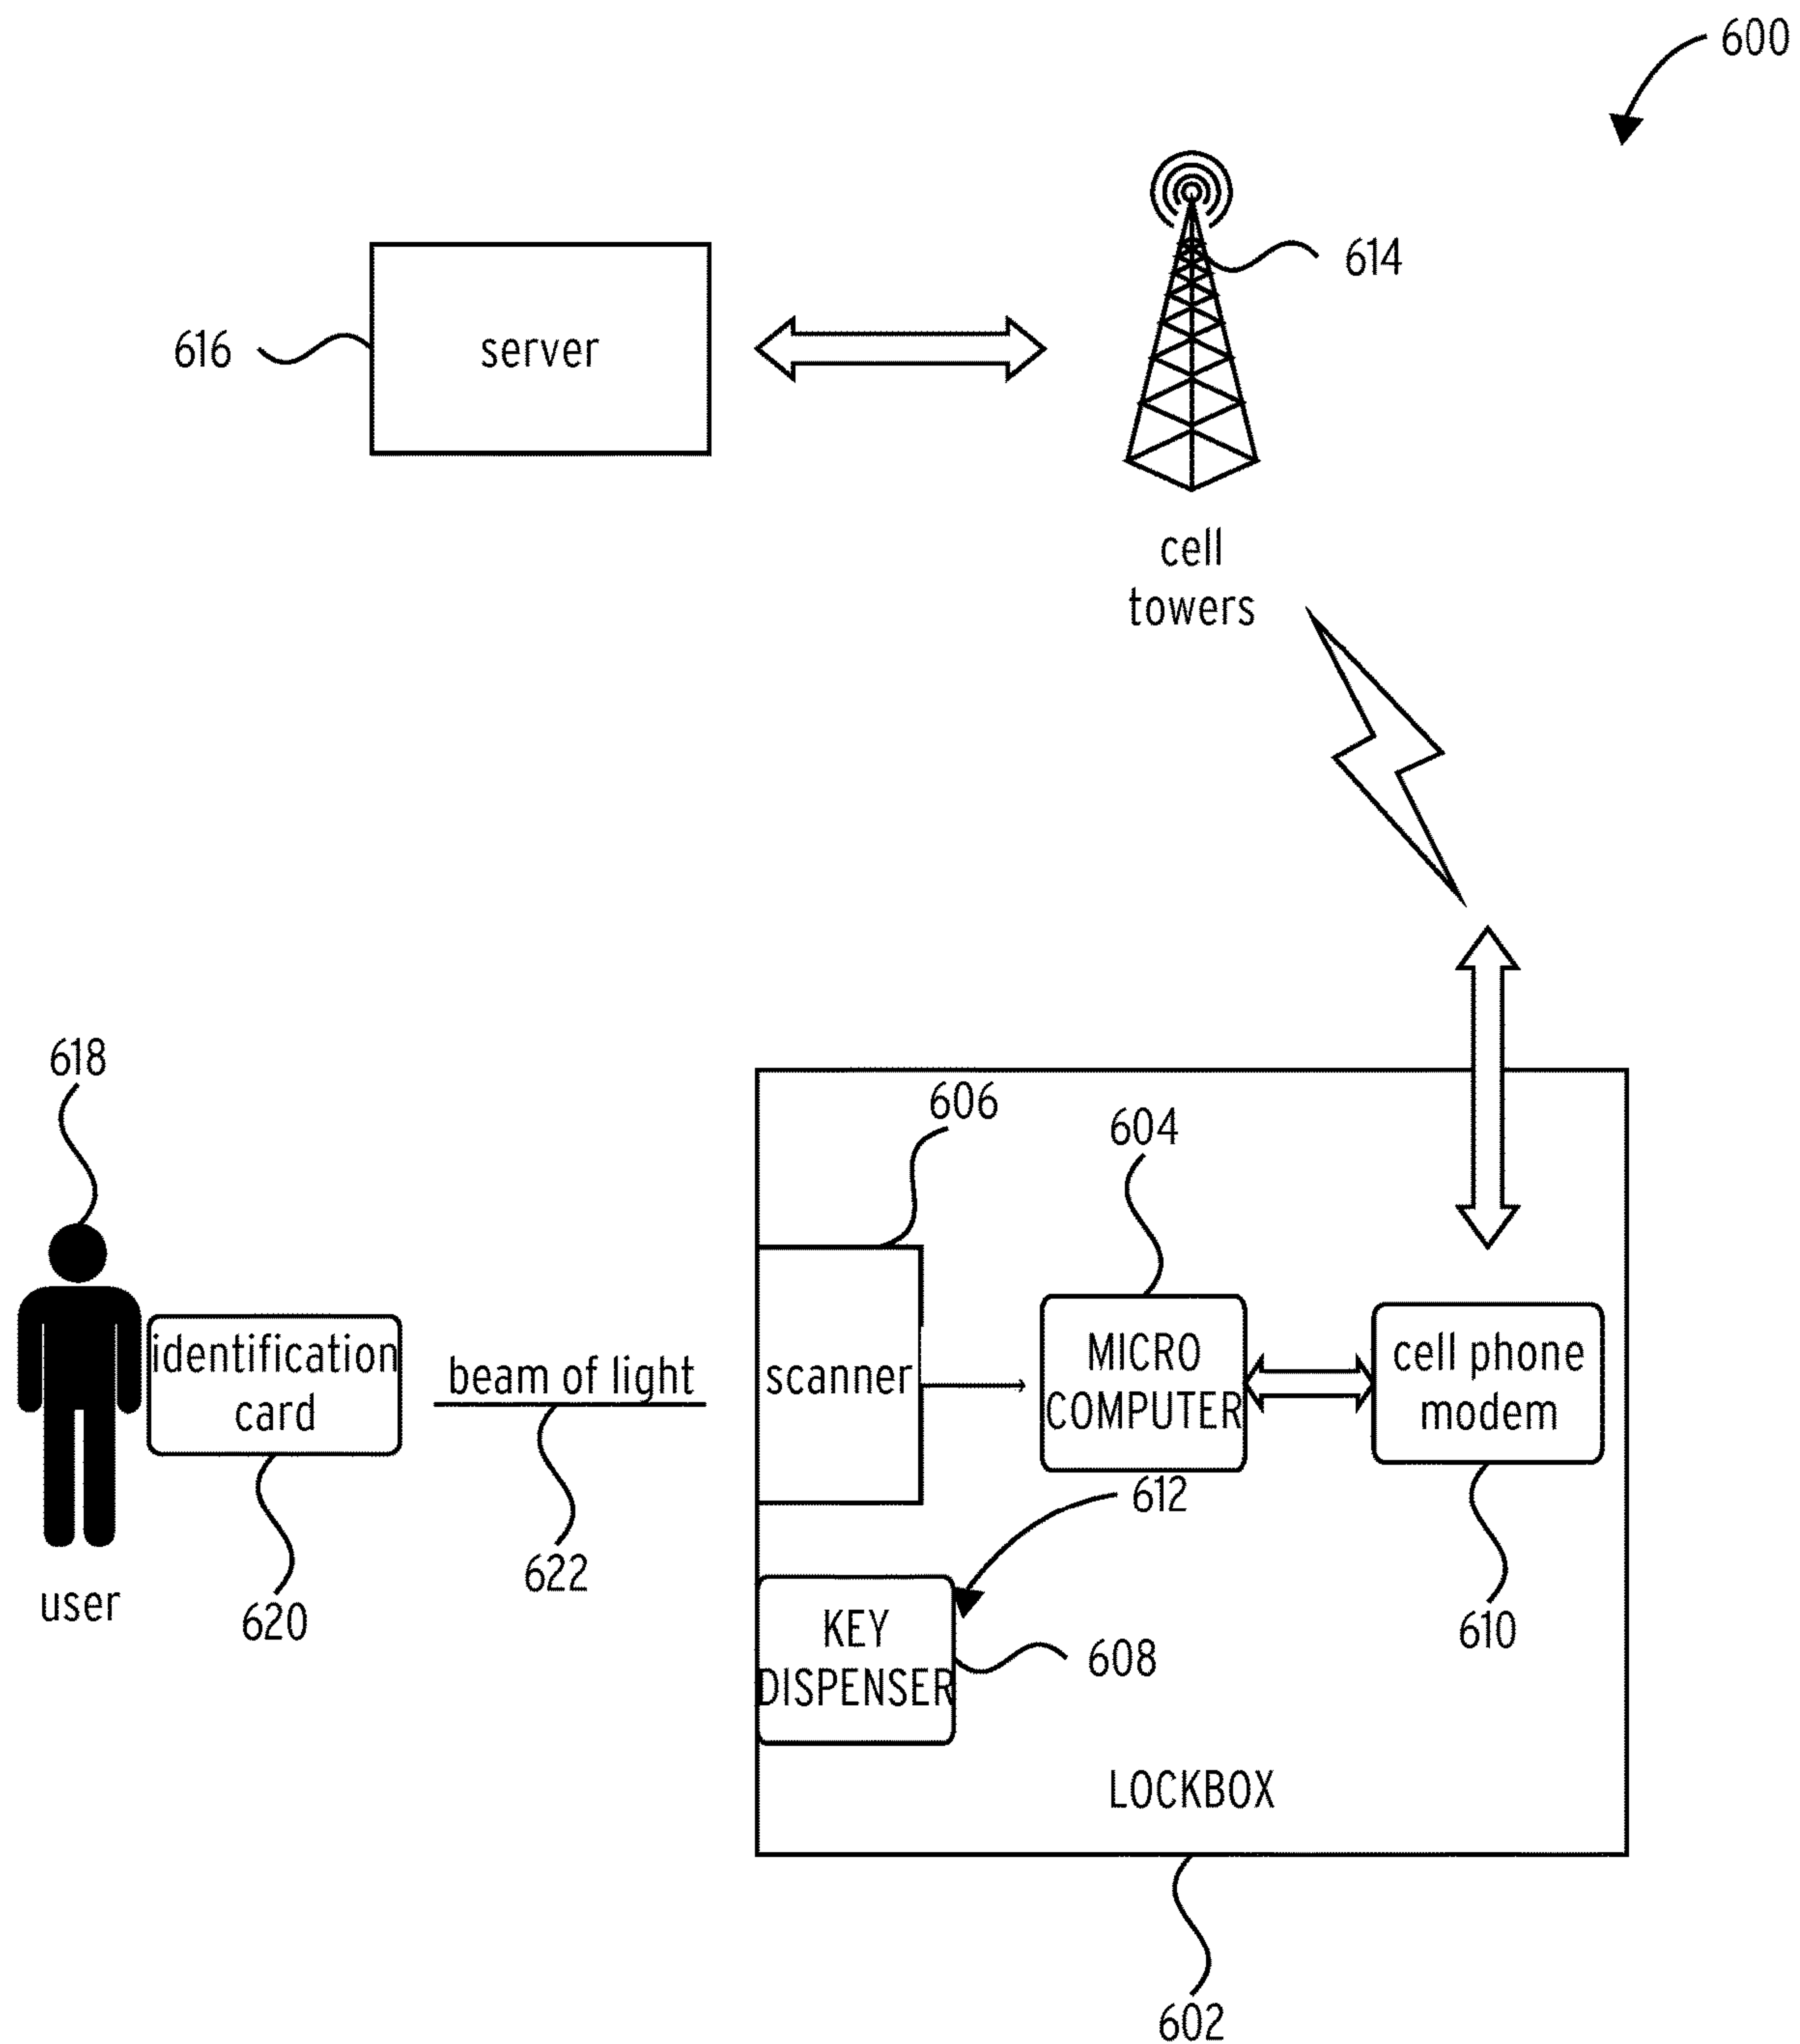 600
614
616
server
cell
towers
618
606
604
identification
card
beam of light
scanner
MICRO
COMPUTER
cell phone
modem
612
622
user
620
KEY
DISPENSER
608
610
LOCKBOX
602